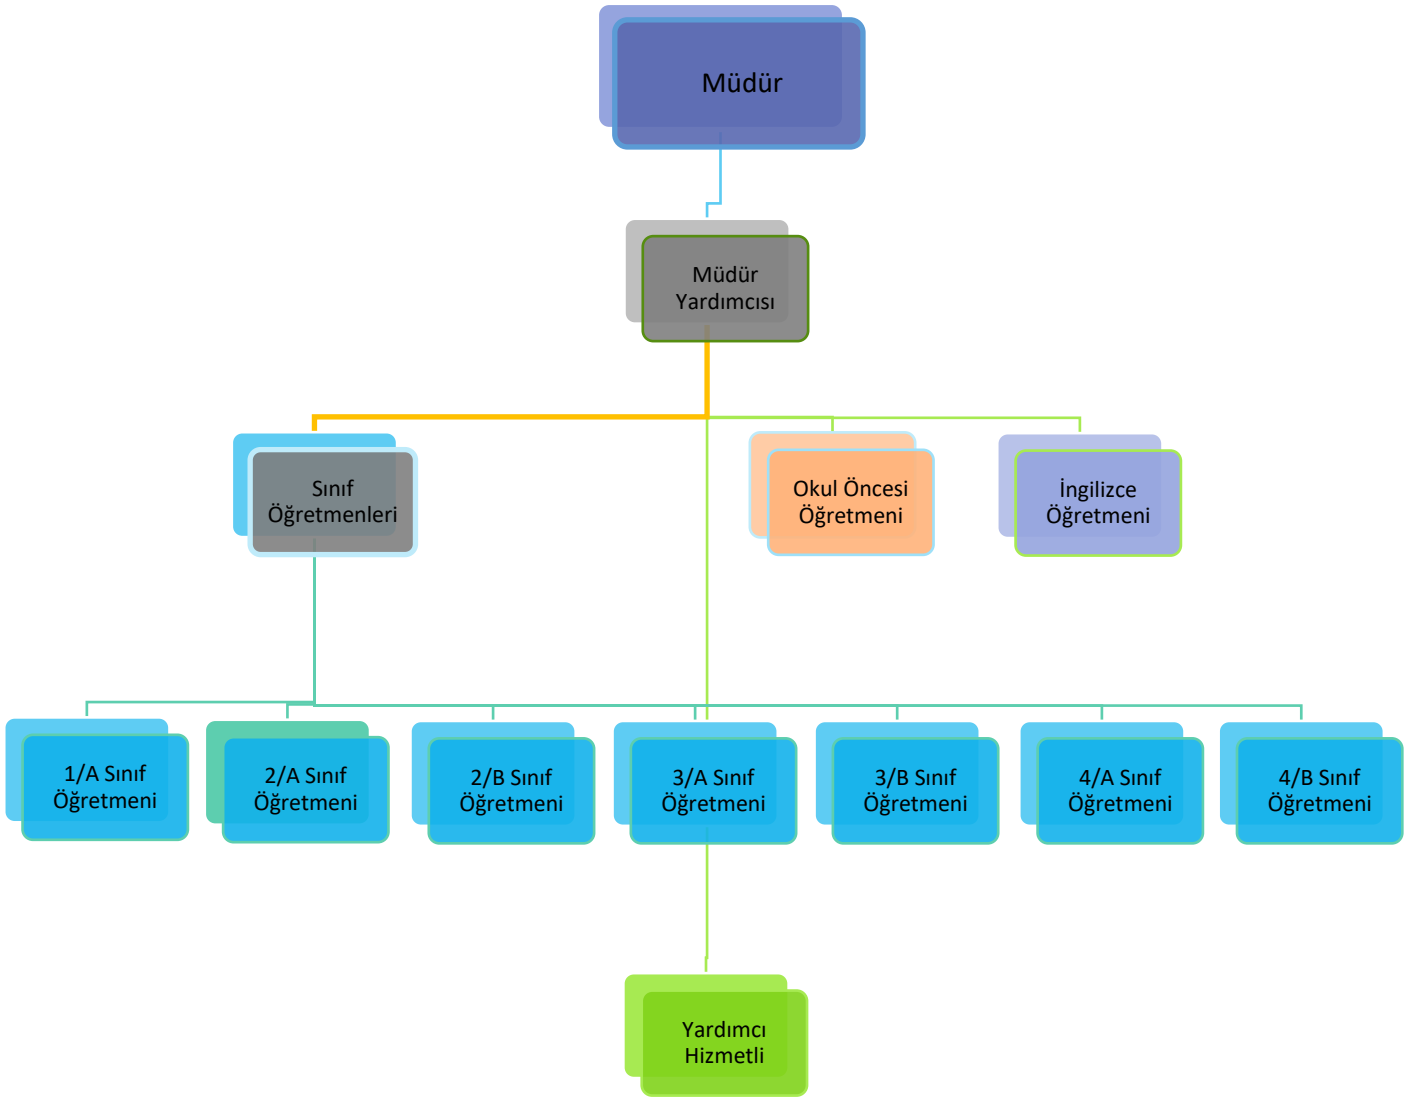 Müdür
Müdür
Yardımcısı
Sınıf
Öğretmenleri
Okul Öncesi
Öğretmeni
İngilizce
Öğretmeni
1/A Sınıf
Öğretmeni
2/A Sınıf
Öğretmeni
2/B Sınıf
Öğretmeni
3/A Sınıf
Öğretmeni
3/B Sınıf
Öğretmeni
4/A Sınıf
Öğretmeni
4/B Sınıf
Öğretmeni
Yardımcı
Hizmetli